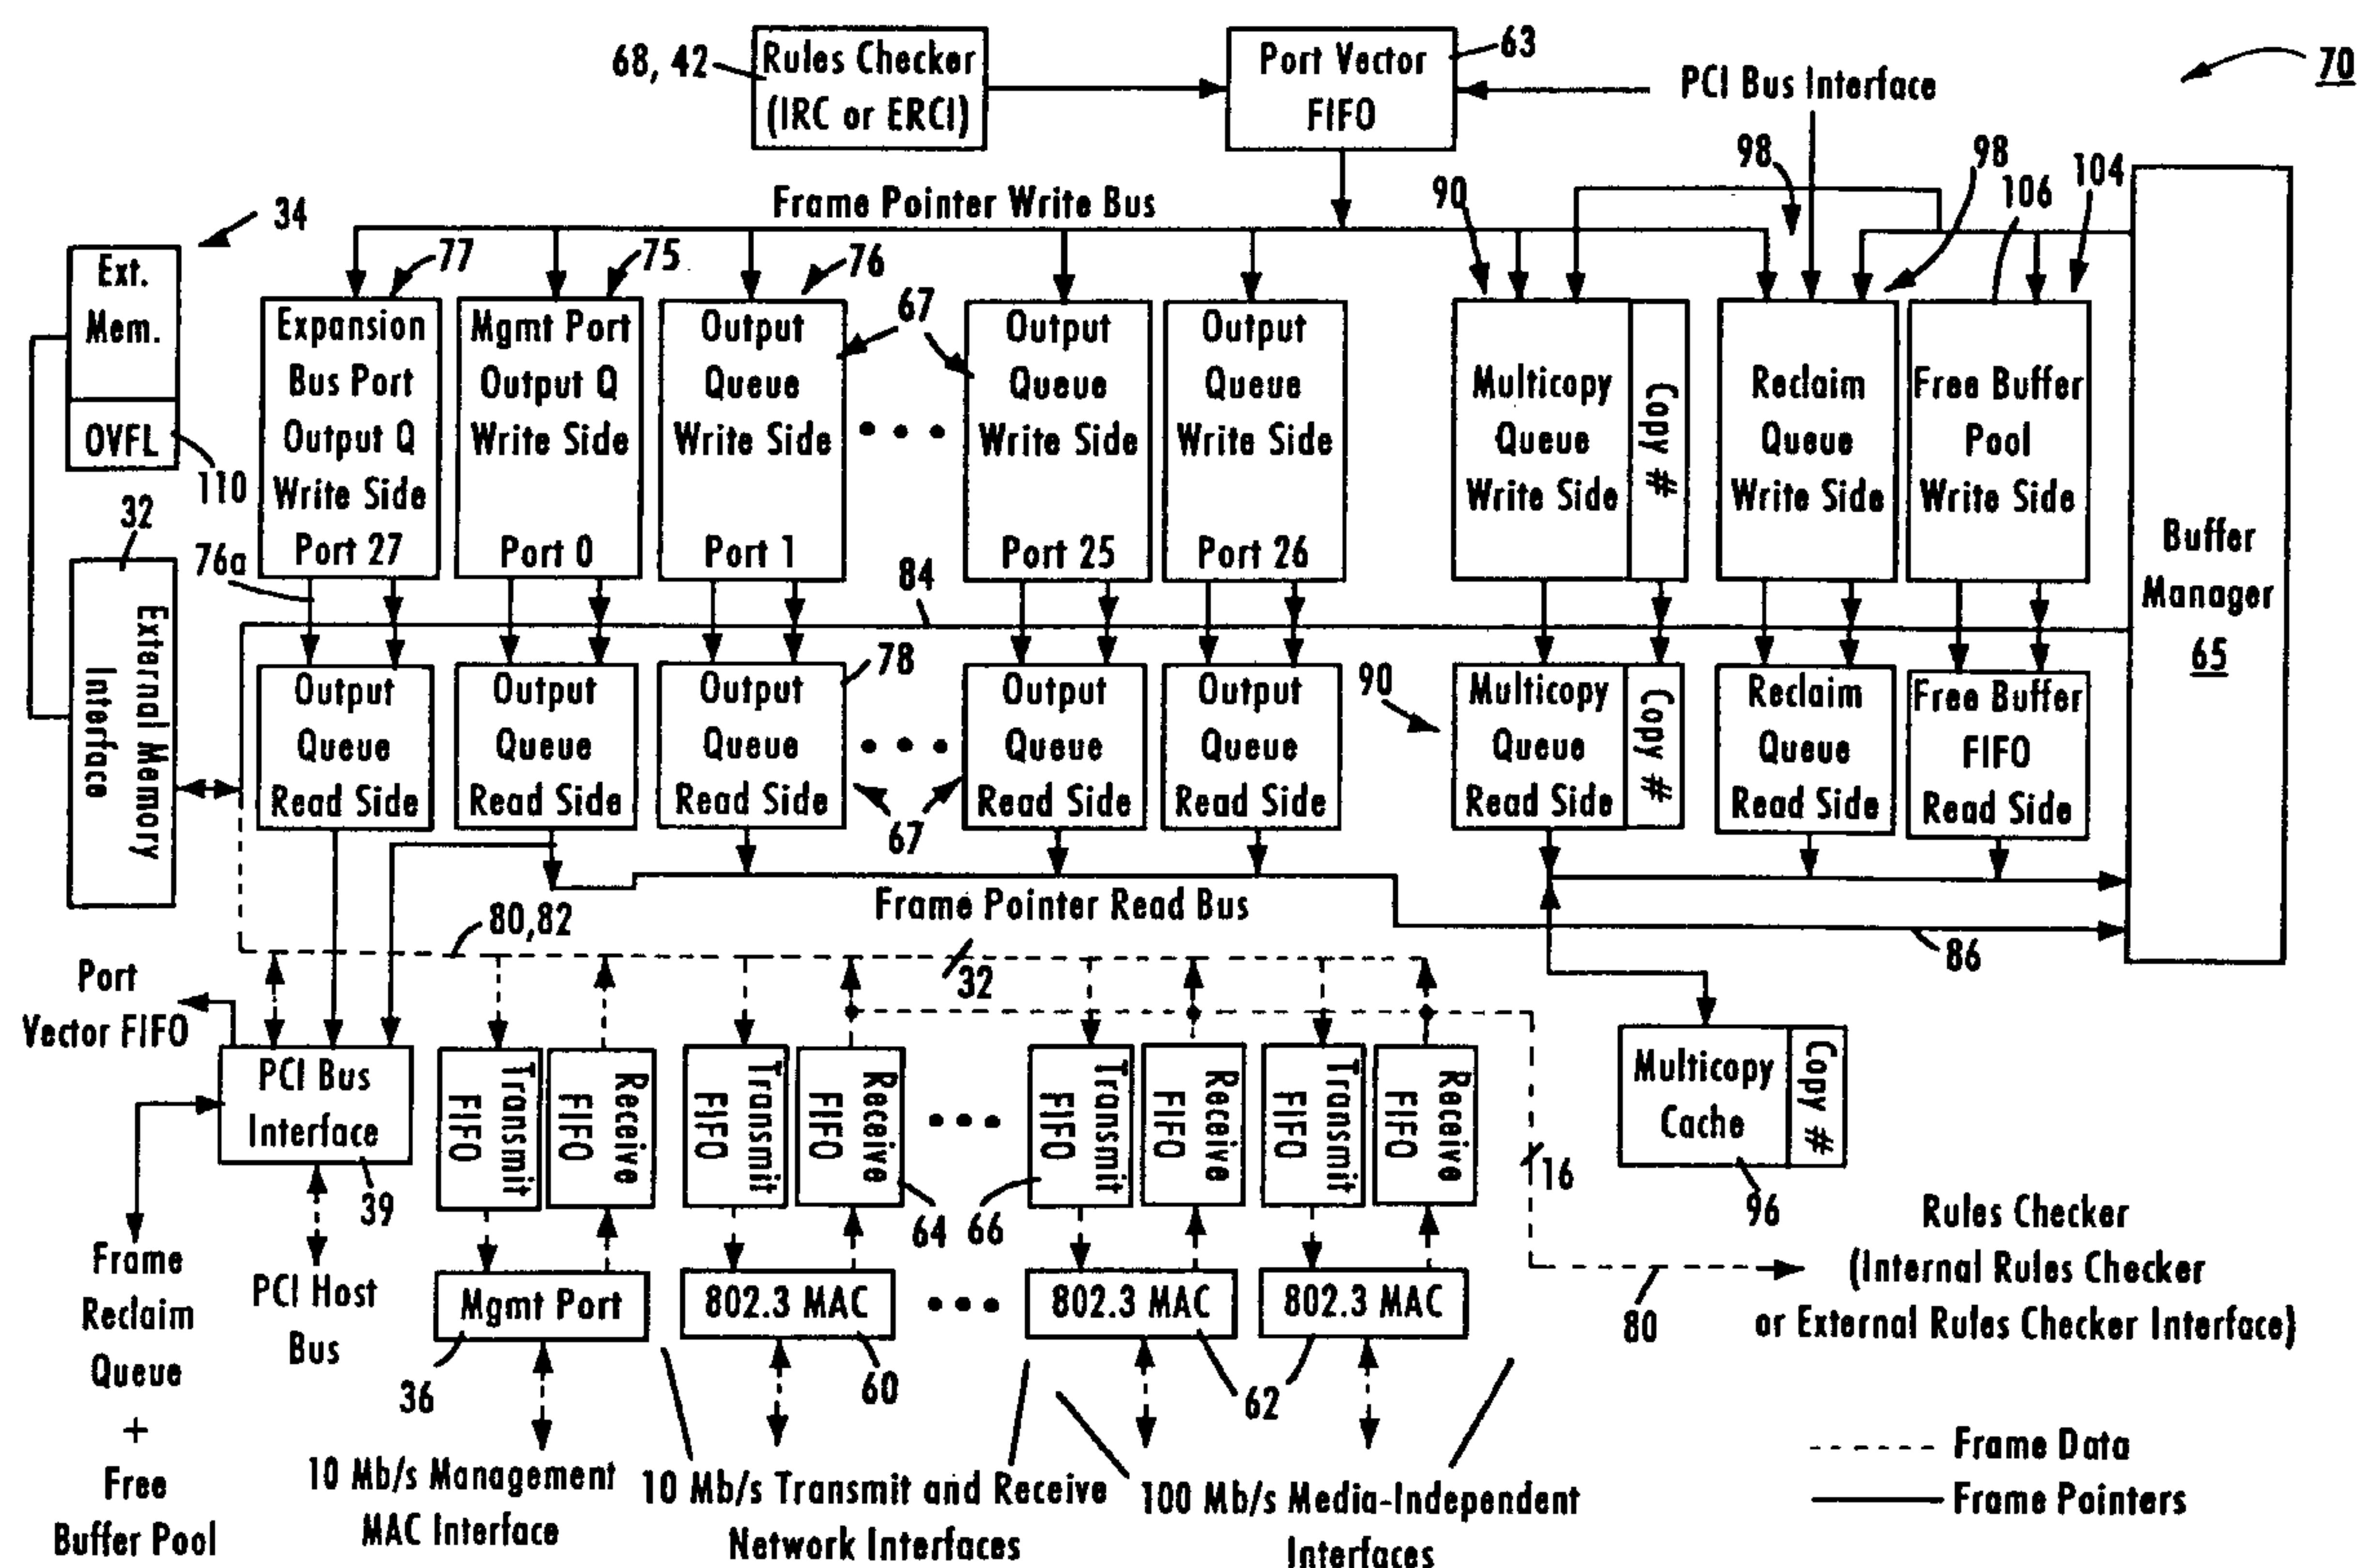 68, 42
Rules Checker
(IRC or ERCI)
Port Vector
FIFO
63
PCI Bus Interface
70
Frame Pointer Write Bus
90
98
98
106
104
34
Ext.
Mem.
OVFL
110
77
75
76
67
Expansion
Bus Port
Output Q
Write Side
Port 27
Mgmt Port
Output Q
Write Side
Port 0
Output
Queue
Write Side
Port 1
Output
Queue
Write Side
Port 25
Output
Queue
Write Side
Port 26
Multicopy
Queue
Write Side
Copy #
Reclaim
Queue
Write Side
Free Buffer
Pool
Write Side
Buffer
Manager
65
32
External Memory
Interface
76a
84
Output
Queue
Read Side
Output
Queue
Read Side
Output
Queue
Read Side
78
67
Output
Queue
Read Side
Output
Queue
Read Side
90
Multicopy
Queue
Read Side
Copy #
Reclaim
Queue
Read Side
Free Buffer
FIFO
Read Side
Frame Pointer Read Bus
80,82
32
86
Port
Vector FIFO
PCI Bus
Interface
39
Transmit
FIFO
Receive
FIFO
Transmit
FIFO
Receive
FIFO
64
66
Transmit
FIFO
Receive
FIFO
Transmit
FIFO
Receive
FIFO
16
Multicopy
Cache
Copy #
96
Rules Checker
(Internal Rules Checker
or External Rules Checker Interface)
80
Frame
Reclaim
Queue
+
Free
Buffer Pool
PCI Host
Bus
Mgmt Port
36
802.3 MAC
60
802.3 MAC
802.3 MAC
62
10 Mb/s Management
MAC Interface
10 Mb/s Transmit and Receive
Network Interfaces
100 Mb/s Media-Independent
Interfaces
Frame Data
Frame Pointers